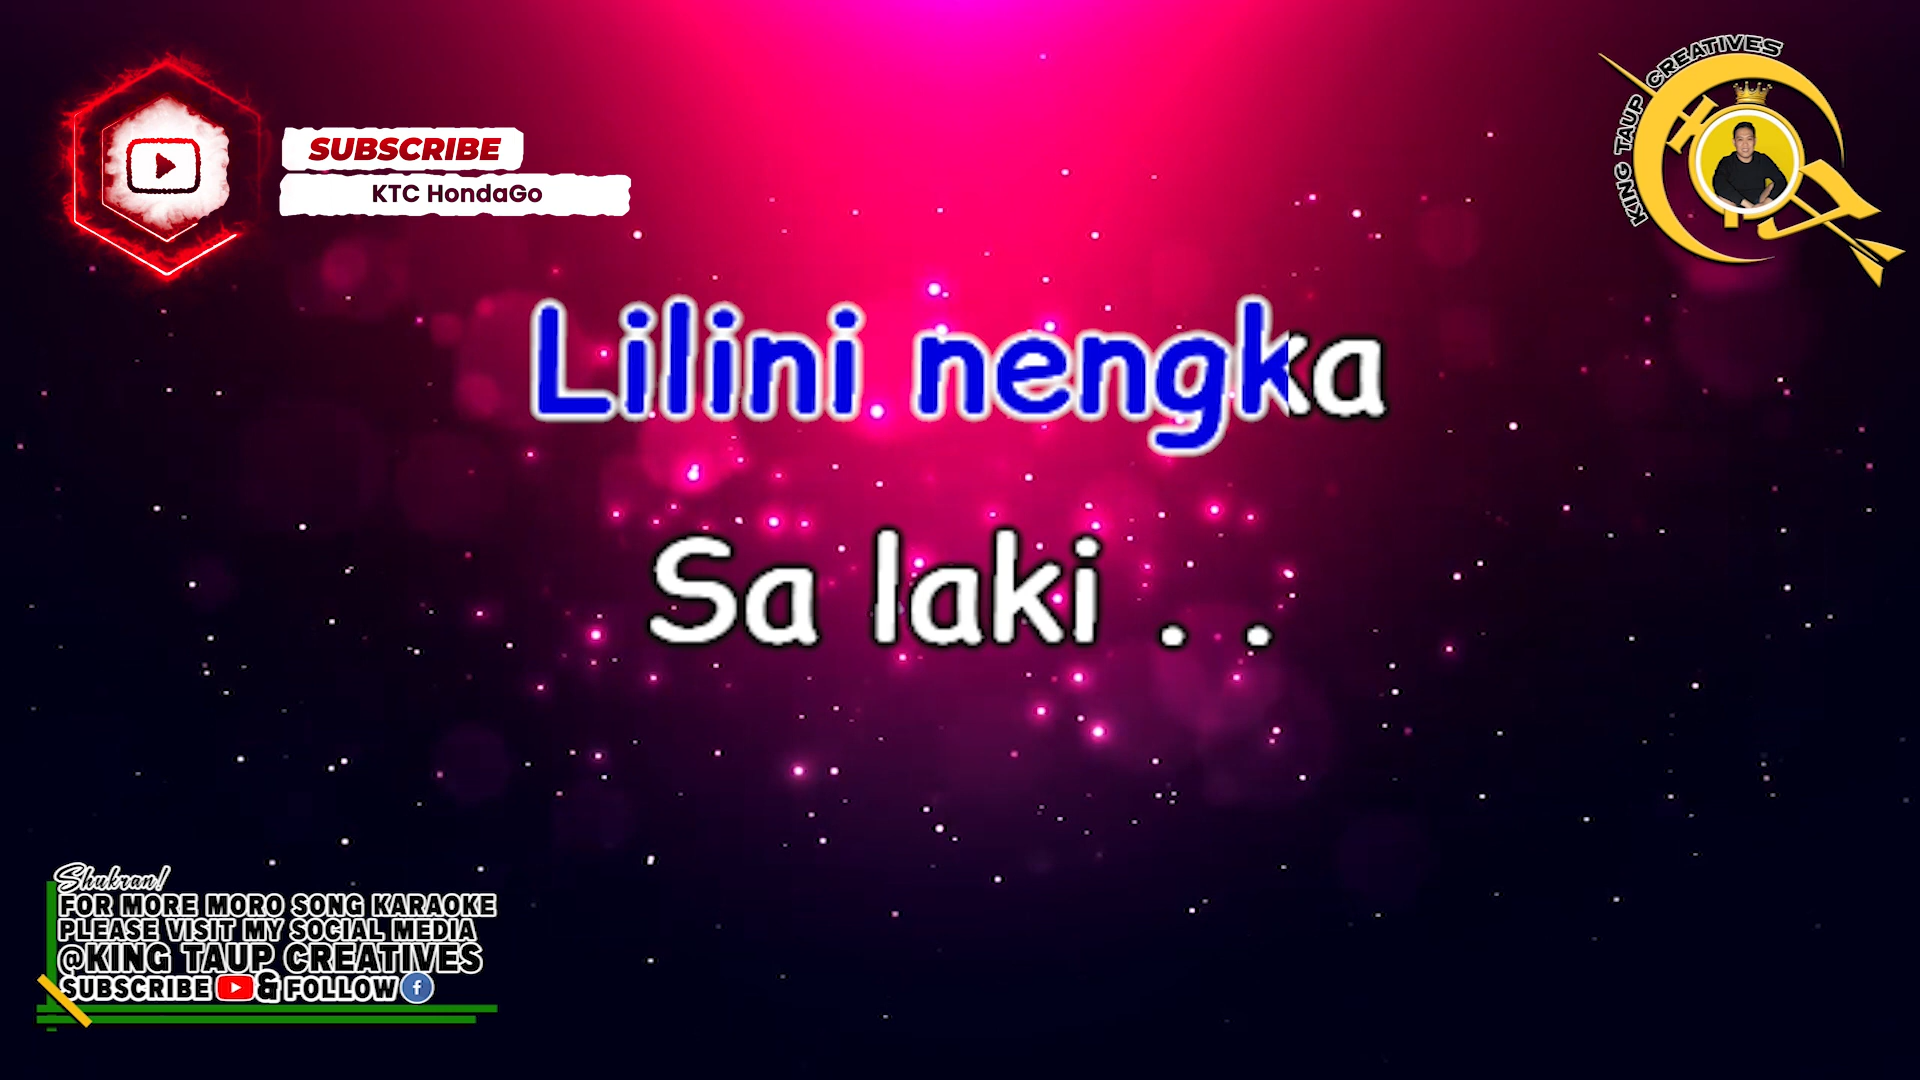 SUBSCRIBE
KTC HondaGo
KING TAUP CREATIVES
Lilini nengka
Sa laki . .
Shukran!
FOR MORE MORO SONG KARAOKE
PLEASE VISIT MY SOCIAL MEDIA
@KING TAUP CREATIVES
SUBSCRIBE & FOLLOW